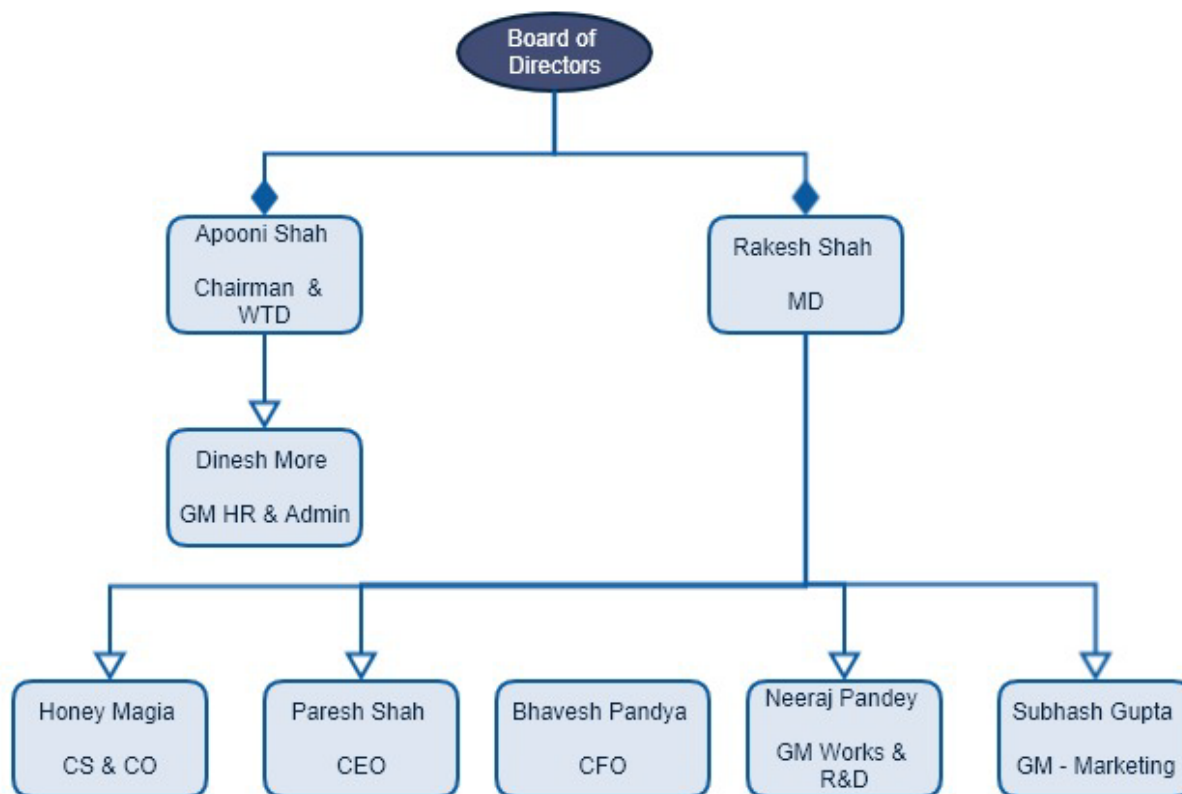 Board of
Directors
Apooni Shah
Chairman & 
WTD
Rakesh Shah
MD
Dinesh More
GM HR & Admin
Honey Magia
CS & CO
Paresh Shah
CEO
Bhavesh Pandya
CFO
Neeraj Pandey
GM Works &
R&D
Subhash Gupta
GM - Marketing